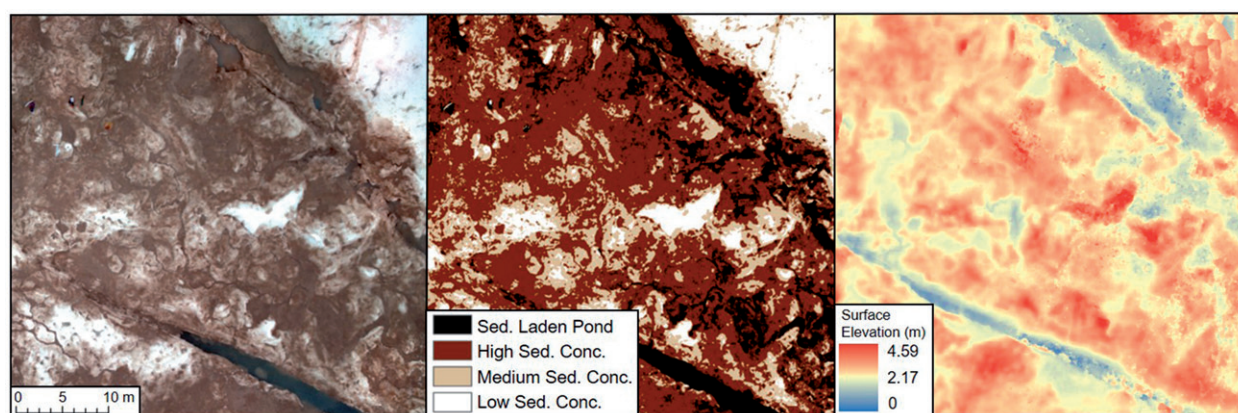 0 5 10 m
Sed. Laden Pond
High Sed. Conc.
Medium Sed. Conc.
Low Sed. Conc.
Surface
Elevation (m)
4.59
2.17
0